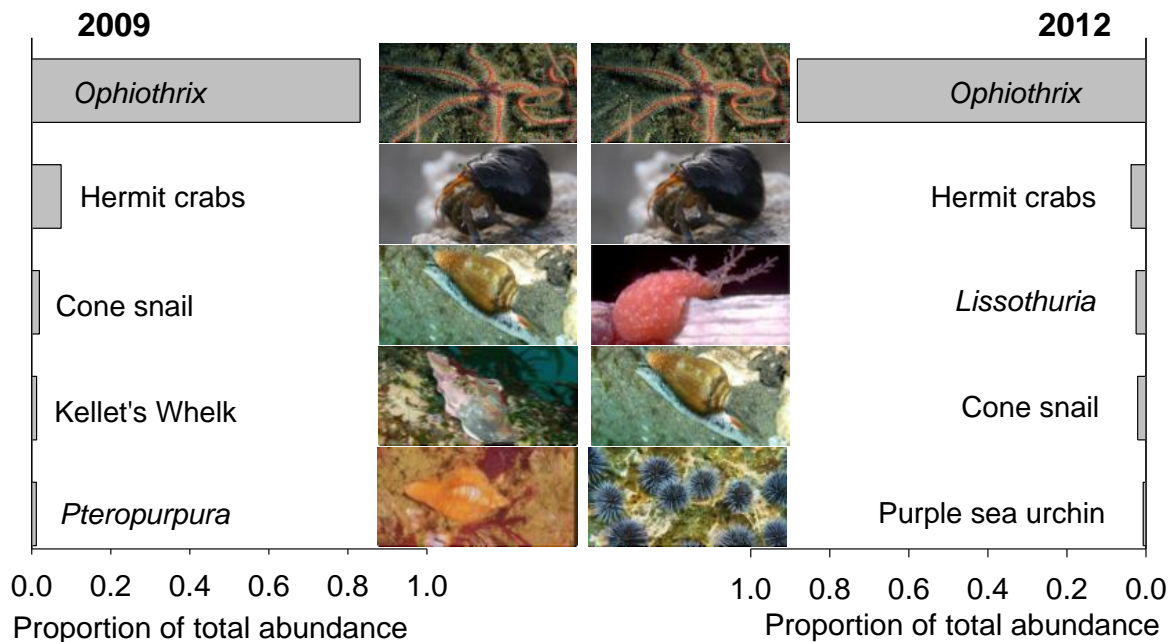 2009
Ophiothrix
Hermit crabs
Cone snail
Kellet's Whelk
Pteropurpura
0.0 0.2 0.4 0.6 0.8 1.0
Proportion of total abundance
2012
Ophiothrix
Hermit crabs
Lissothuria
Cone snail
Purple sea urchin
1.0 0.8 0.6 0.4 0.2 0.0
Proportion of total abundance